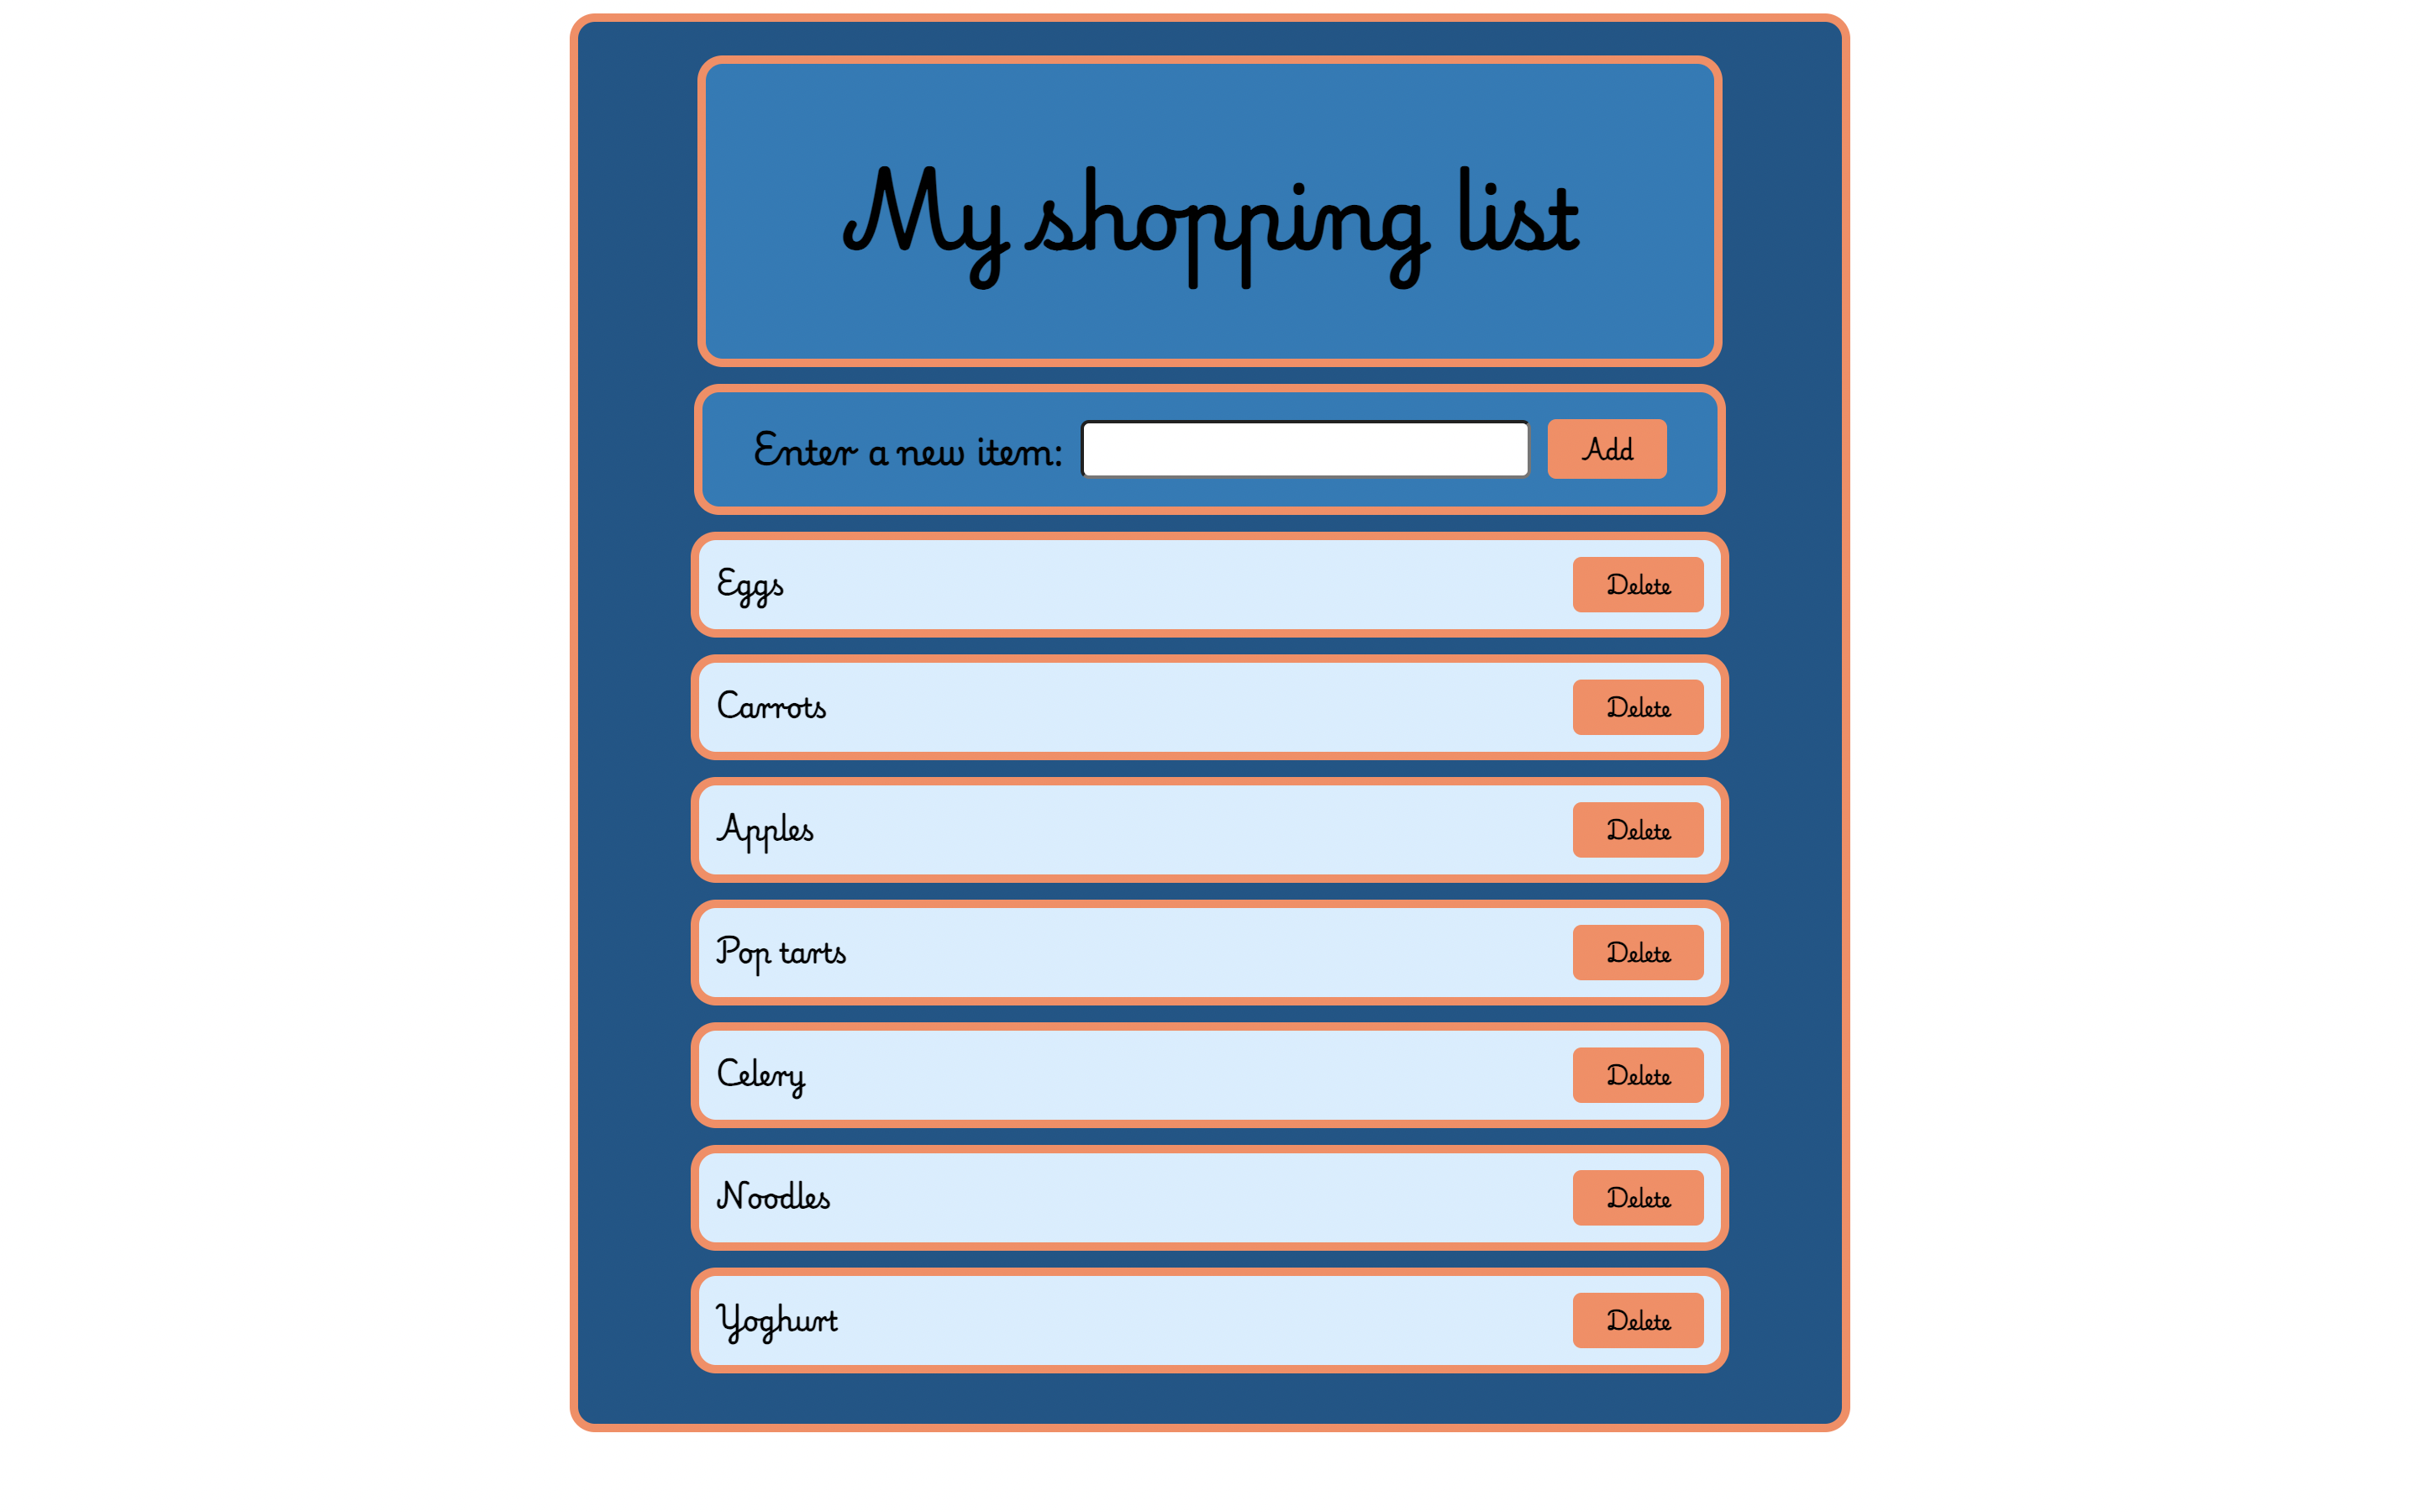 My shopping list
Enter a new item: Add
Eggs Delete
Carrots Delete
Apples Delete
Pop tarts Delete
Celery Delete
Noodles Delete
Yoghurt Delete